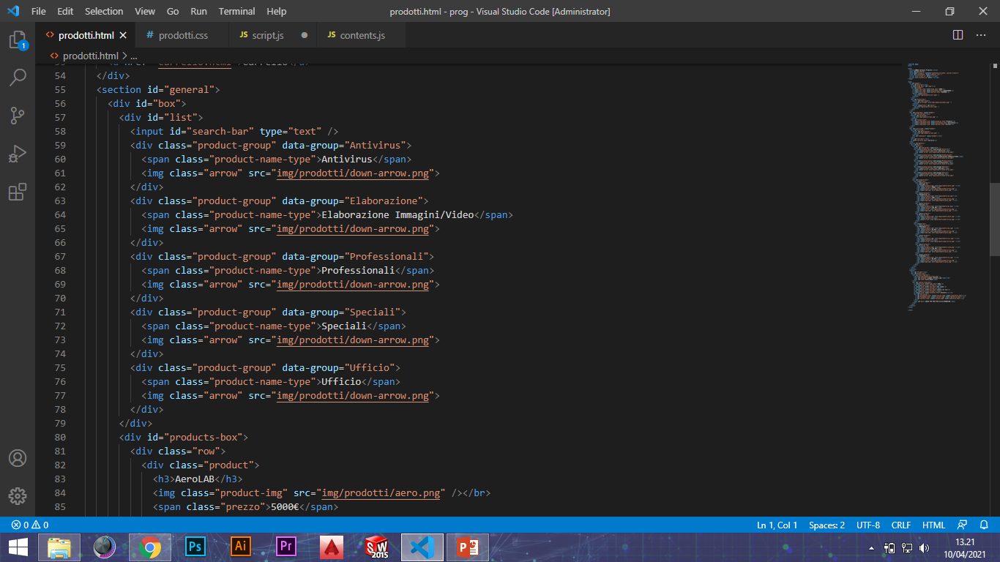 File Edit Selection View Go Run Terminal Help prodotti.html - prog - Visual Studio Code [Administrator]
prodotti.html prodotti.css JS script.js JS contents.js
prodotti.html > ...
1
54 </div>
55 <section id="general">
56 <div id="box">
57 <div id="list">
58 <input id="search-bar" type="text" />
59 <div class="product-group" data-group="Antivirus">
60 <span class="product-name-type">Antivirus</span>
61 <img class="arrow" src="img/prodotti/down-arrow.png">
62 </div>
63 <div class="product-group" data-group="Elaborazione">
64 <span class="product-name-type">Elaborazione Immagini/Video</span>
65 <img class="arrow" src="img/prodotti/down-arrow.png">
66 </div>
67 <div class="product-group" data-group="Professionali">
68 <span class="product-name-type">Professionali</span>
69 <img class="arrow" src="img/prodotti/down-arrow.png">
70 </div>
71 <div class="product-group" data-group="Speciali">
72 <span class="product-name-type">Speciali</span>
73 <img class="arrow" src="img/prodotti/down-arrow.png">
74 </div>
75 <div class="product-group" data-group="Ufficio">
76 <span class="product-name-type">Ufficio</span>
77 <img class="arrow" src="img/prodotti/down-arrow.png">
78 </div>
79 </div>
80 <div id="products-box">
81 <div class="row">
82 <div class="product">
83 <h3>AeroLAB</h3>
84 <img class="product-img" src="img/prodotti/aero.png" /></br>
85 <span class="prezzo">5000€</span>
0 0 Ln 1, Col 1 Spaces: 2 UTF-8 CRLF HTML
Ps Ai Pr SW 2015 P 13.21
10/04/2021